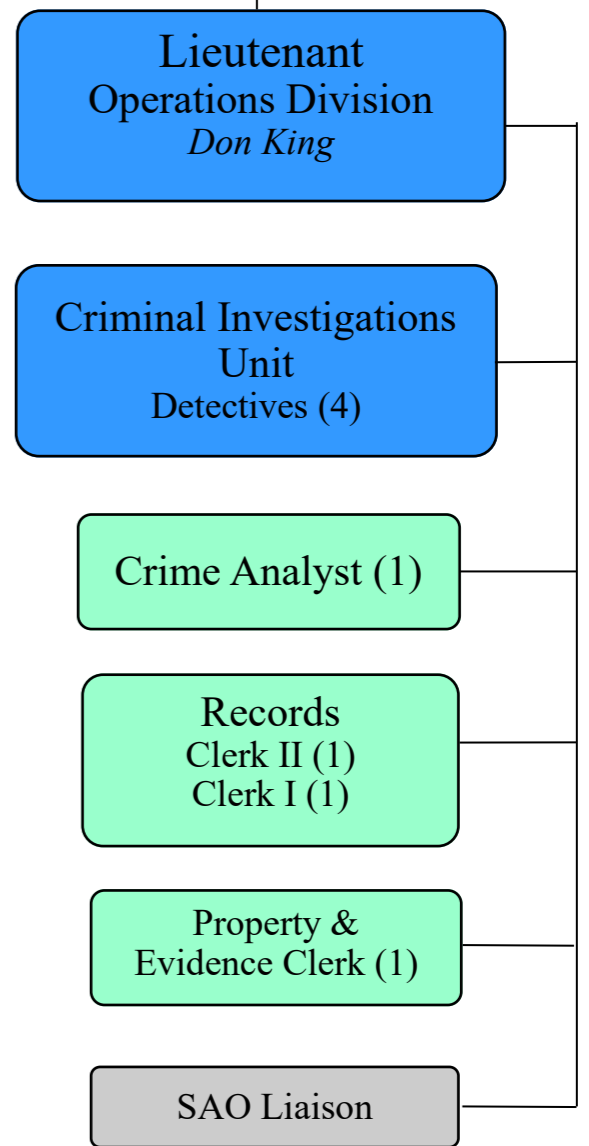 Lieutenant
Operations Division
Don King
Criminal Investigations
Unit
Detectives (4)
Crime Analyst (1)
Records
Clerk II (1)
Clerk I (1)
Property &
Evidence Clerk (1)
SAO Liaison